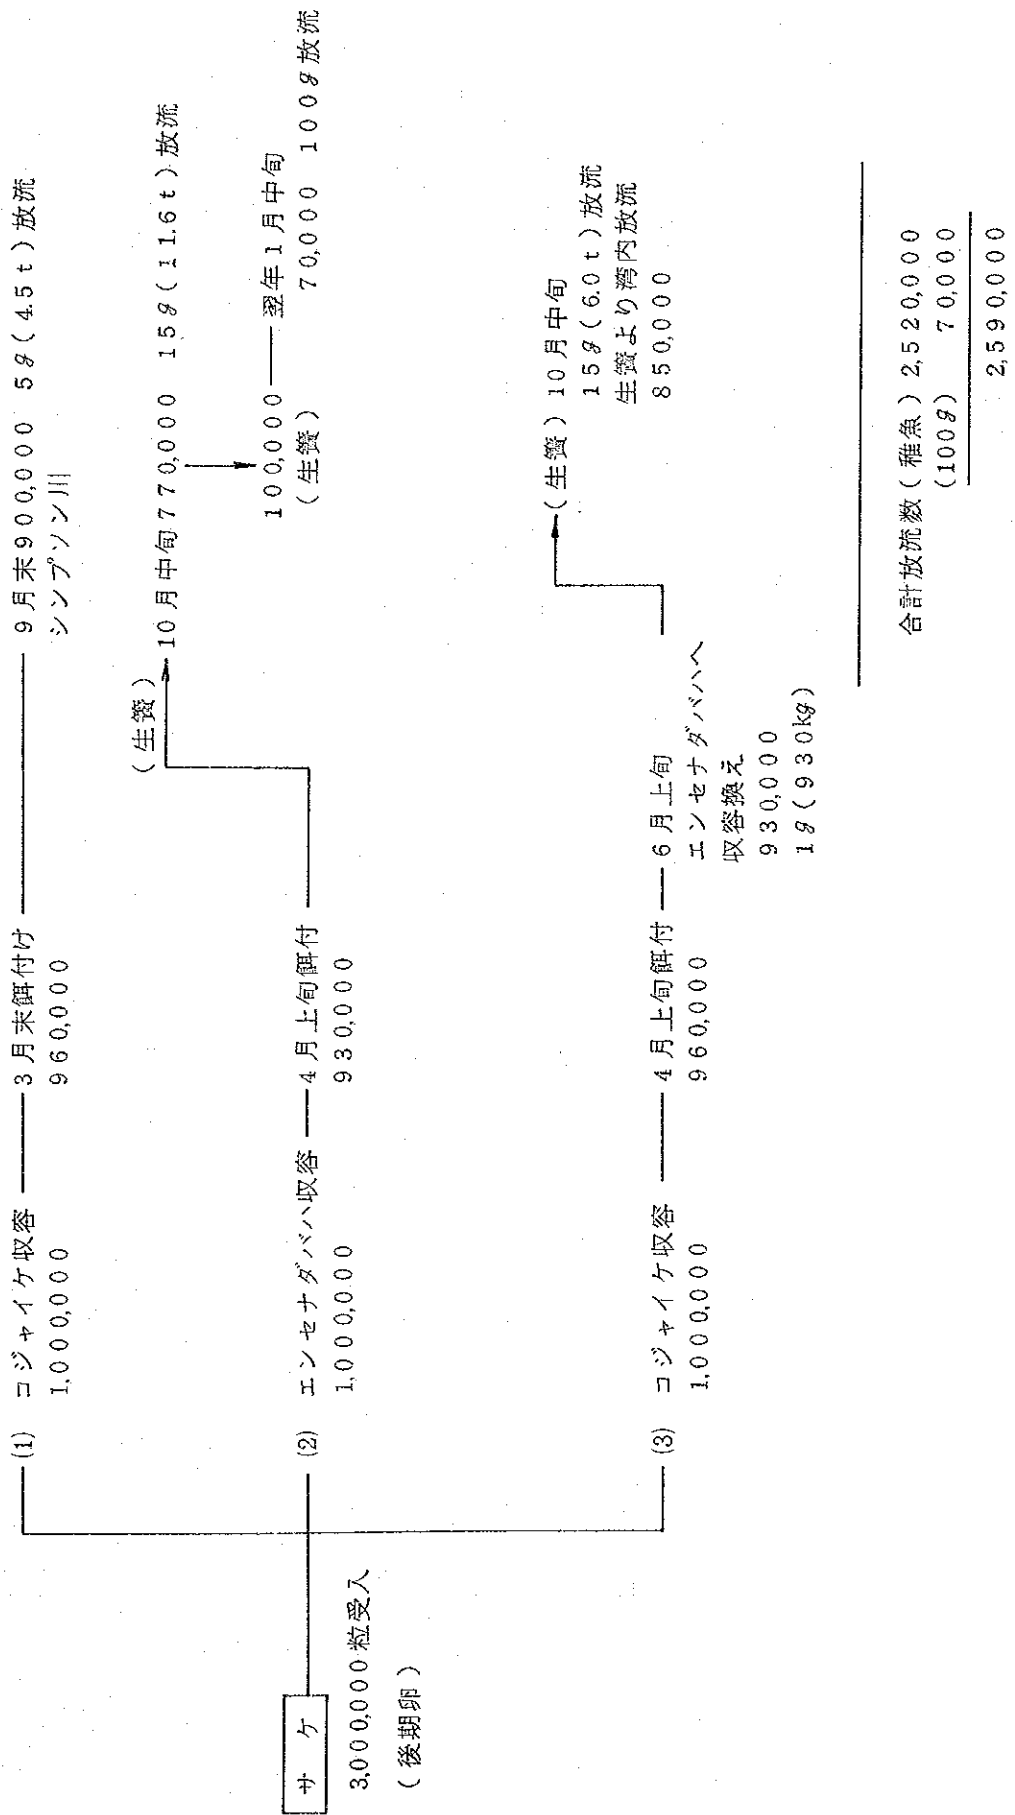 サケ
3,000,000粒受入
(後期卵)
(1) コジャイケ収容
1,000,000
3月末餌付け
960,000
9月末900,000 5g(4.5t)放流
シンプソン川
(2) エンセナダバハ収容
1,000,000
4月上旬餌付
930,000
(生簀)
10月中旬770,000 15g(11.6t)放流
100,000
(生簀)
翌年1月中旬
70,000 100g放流
(3) コジャイケ収容
1,000,000
4月上旬餌付
960,000
6月上旬
エンセナダバハへ
収容換え
930,000
1g(930kg)
(生簀)10月中旬
15g(6.0t)放流
生簀より湾内放流
850,000
合計放流数(稚魚)2,520,000
(100g) 70,000
2,590,000